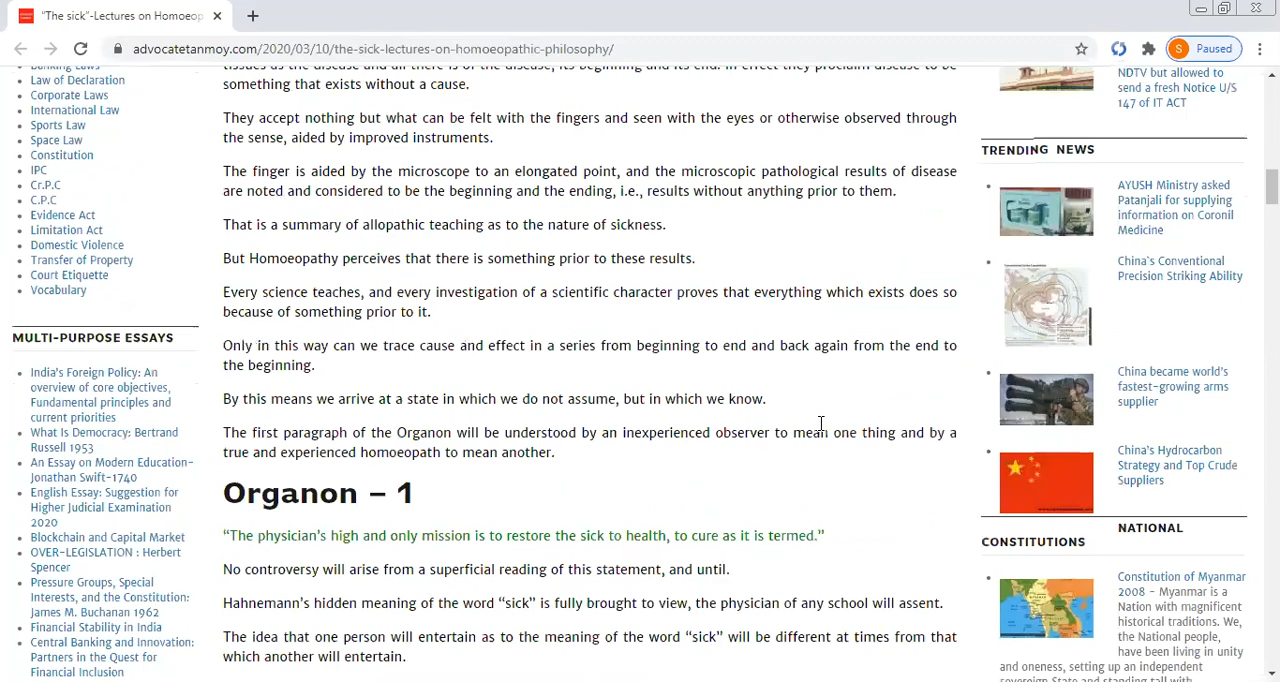 "The sick"-Lectures on Homoeop
advocatetanmoy.com/2020/03/10/the-sick-lectures-on-homoeopathic-philosophy/
S Paused
Banking Laws
Law of Declaration
Corporate Laws
International Law
Sports Law
Space Law
Constitution
IPC
Cr.P.C
C.P.C
Evidence Act
Limitation Act
Domestic Violence
Transfer of Property
Court Etiquette
Vocabulary
MULTI-PURPOSE ESSAYS
India's Foreign Policy: An
overview of core objectives,
Fundamental principles and
current priorities
What Is Democracy: Bertrand
Russell 1953
An Essay on Modern Education-
Jonathan Swift-1740
English Essay: Suggestion for
Higher Judicial Examination
2020
Blockchain and Capital Market
OVER-LEGISLATION : Herbert
Spencer
Pressure Groups, Special
Interests, and the Constitution:
James M. Buchanan 1962
Financial Stability in India
Central Banking and Innovation:
Partners in the Quest for
Financial Inclusion
tissues as the disease and all there is of the disease, its beginning and its end. In effect they proclaim disease to be
something that exists without a cause.
They accept nothing but what can be felt with the fingers and seen with the eyes or otherwise observed through
the sense, aided by improved instruments.
The finger is aided by the microscope to an elongated point, and the microscopic pathological results of disease
are noted and considered to be the beginning and the ending, i.e., results without anything prior to them.
That is a summary of allopathic teaching as to the nature of sickness.
But Homoeopathy perceives that there is something prior to these results.
Every science teaches, and every investigation of a scientific character proves that everything which exists does so
because of something prior to it.
Only in this way can we trace cause and effect in a series from beginning to end and back again from the end to
the beginning.
By this means we arrive at a state in which we do not assume, but in which we know.
The first paragraph of the Organon will be understood by an inexperienced observer to mean one thing and by a
true and experienced homoeopath to mean another.
Organon – 1
“The physician's high and only mission is to restore the sick to health, to cure as it is termed.”
No controversy will arise from a superficial reading of this statement, and until.
Hahnemann's hidden meaning of the word “sick” is fully brought to view, the physician of any school will assent.
The idea that one person will entertain as to the meaning of the word “sick” will be different at times from that
which another will entertain.
NDTV but allowed to
send a fresh Notice U/S
147 of IT ACT
TRENDING NEWS
AYUSH Ministry asked
Patanjali for supplying
information on Coronil
Medicine
China's Conventional
Precision Striking Ability
China became world's
fastest-growing arms
supplier
China's Hydrocarbon
Strategy and Top Crude
Suppliers
NATIONAL
CONSTITUTIONS
Constitution of Myanmar
2008 - Myanmar is a
Nation with magnificent
historical traditions. We,
the National people,
have been living in unity
and oneness, setting up an independent
sovereign State and standing tall with